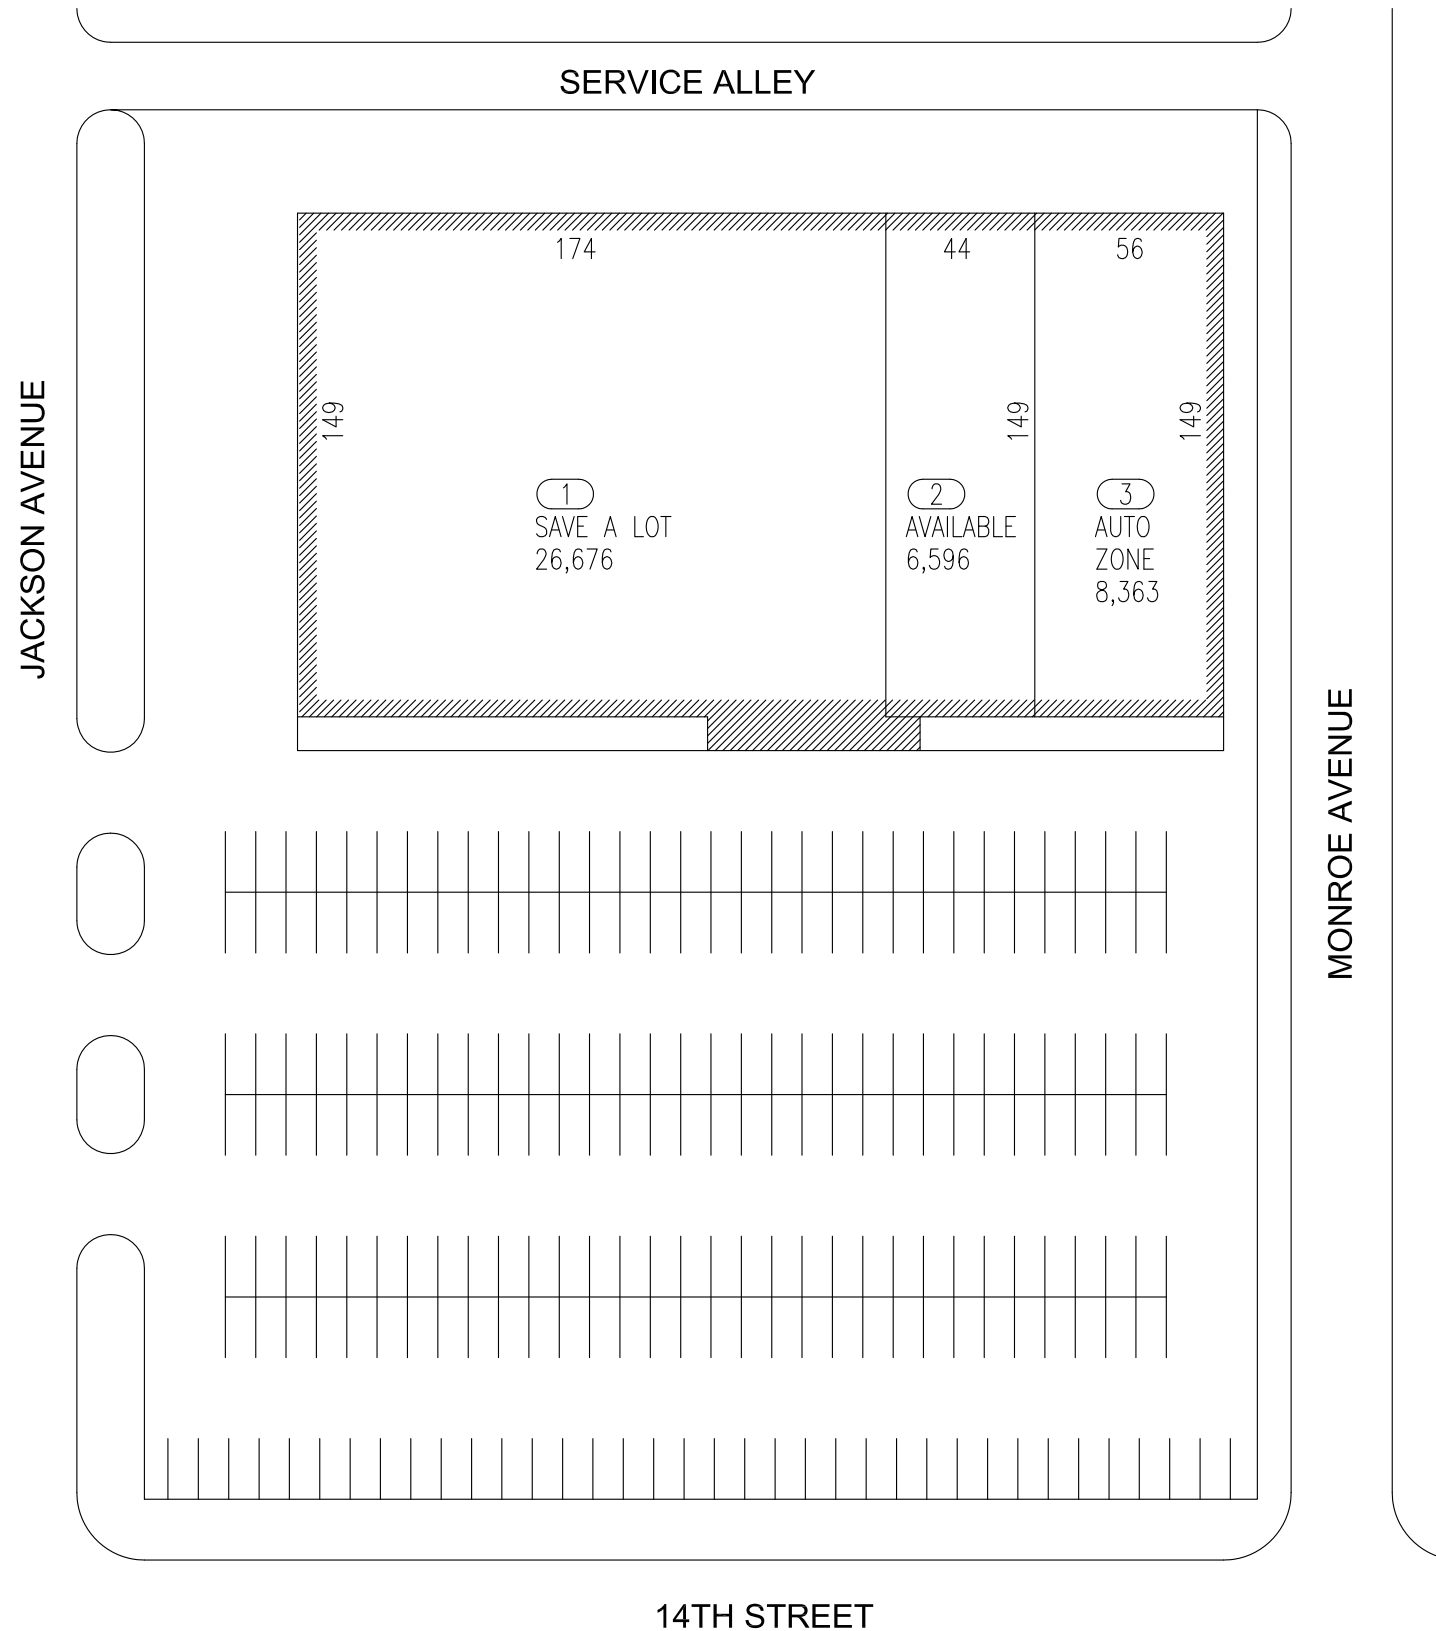 SERVICE ALLEY
174
44
56
149
149
149
JACKSON AVENUE
1
SAVE A LOT
26,676
2
AVAILABLE
6,596
3
AUTO
ZONE
8,363
MONROE AVENUE
14TH STREET